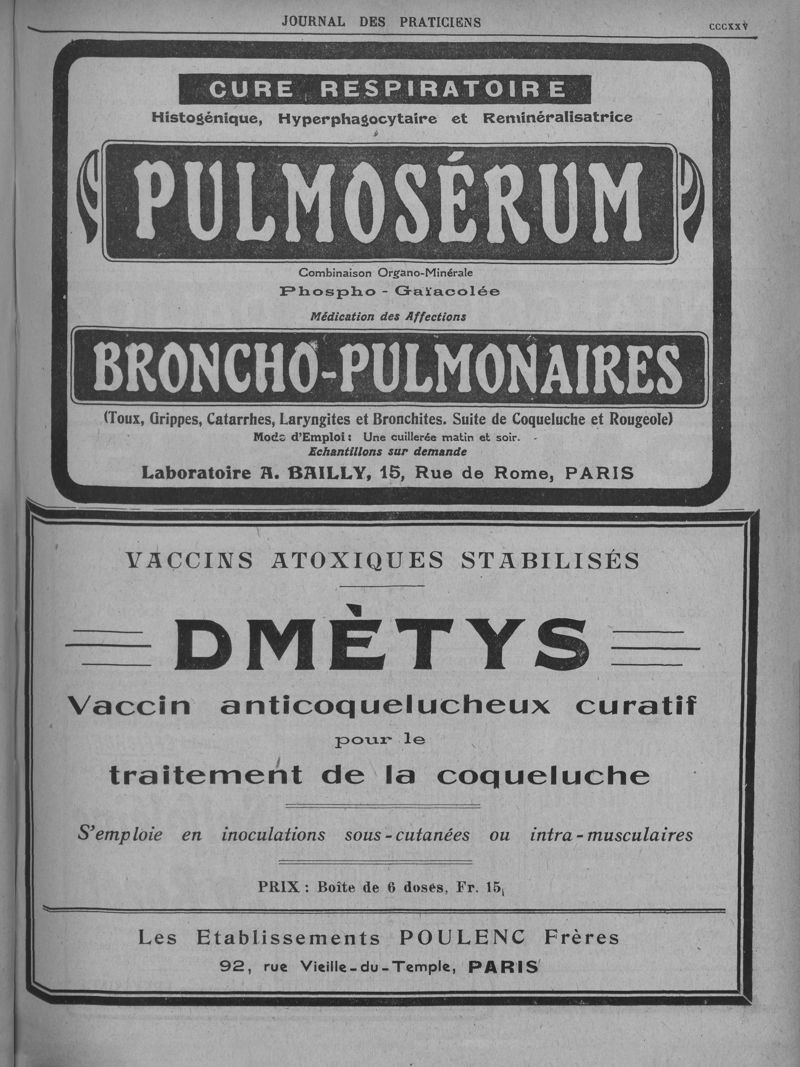 JOURNAL DES PRATICIENS
CCCXXV
CURE RESPIRATOIRE
Histogénique, Hyperphagocytaire et Reminéralisatrice
PULMOSÉRUM
Combinaison Organo-Minérale
Phospho - Gaïacolée
Médication des Affections
BRONCHO-PULMONAIRES
(Toux, Grippes, Catarrhes, Laryngites et Bronchites. Suite de Coqueluche et Rougeole)
Mode d'Emploi : Une cuillerée matin et soir.
Echantillons sur demande
Laboratoire A. BAILLY, 15, Rue de Rome, PARIS
VACCINS ATOXIQUES STABILISÉS
DMÈTYS
Vaccin anticoquelucheux curatif
pour le
traitement de la coqueluche
S'emploie en inoculations sous-cutanées ou intra-musculaires
PRIX : Boîte de 6 doses, Fr. 15,
Les Etablissements POULENC Frères
92, rue Vieille-du-Temple, PARIS